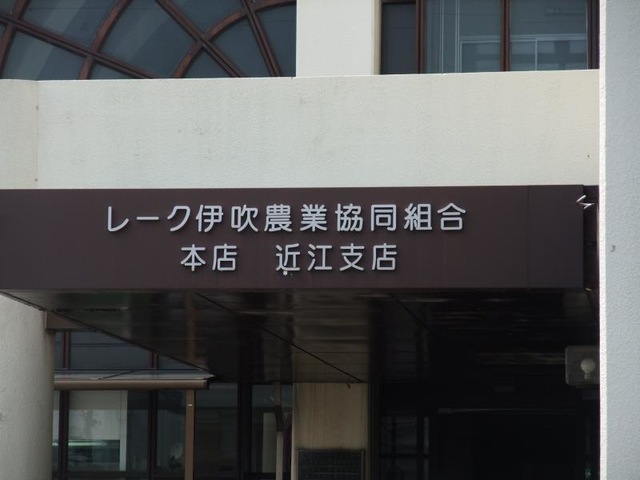 レーク伊吹農業協同組合
本店　近江支店